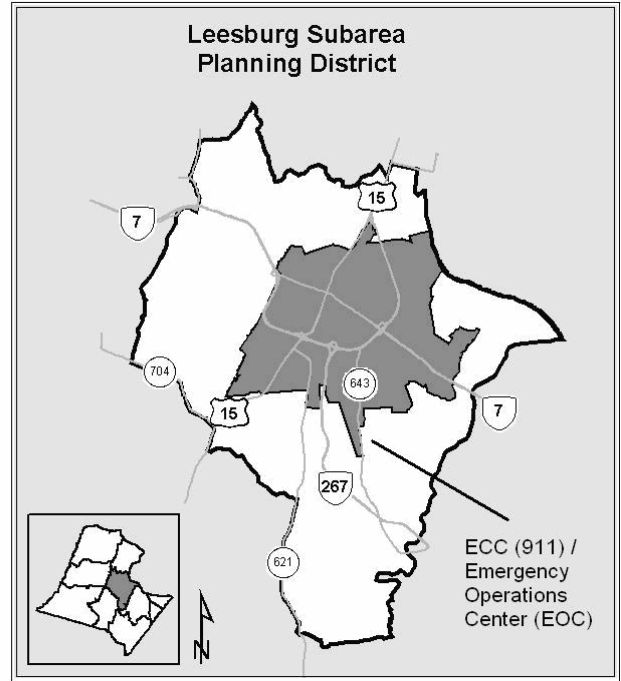 Leesburg Subarea
Planning District
15
7
704
643
15
7
267
621
ECC (911) /
Emergency
Operations
Center (EOC)
N